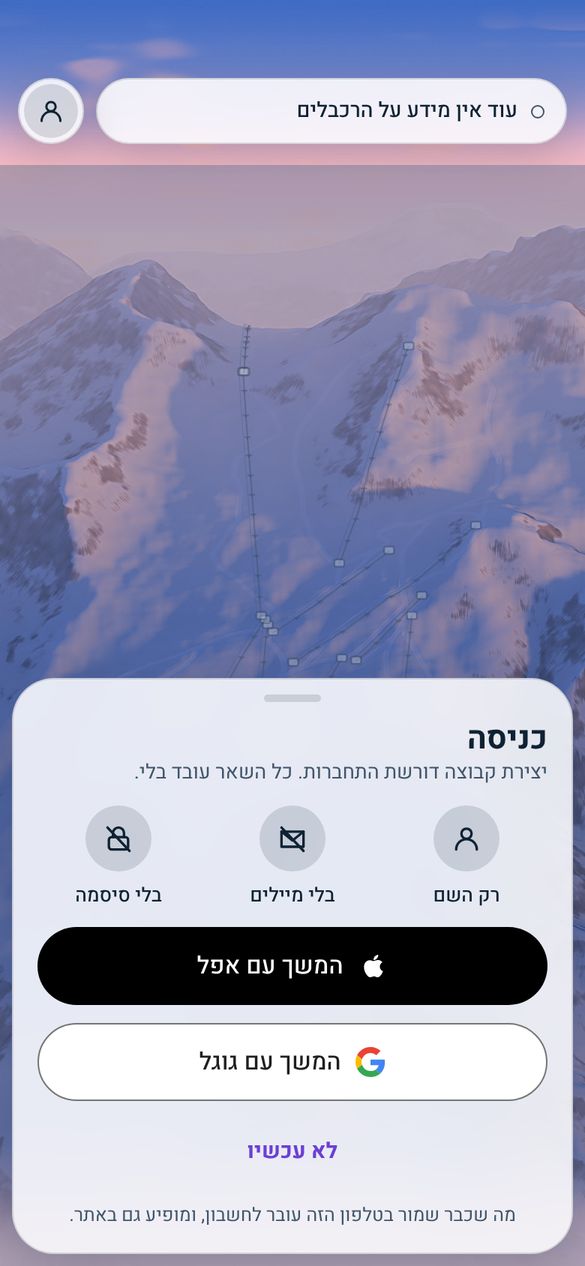 עוד אין מידע על הרכבלים
כניסה
יצירת קבוצה דורשת התחברות. כל השאר עובד בלי.
רק השם
בלי מיילים
בלי סיסמה
המשך עם אפל
המשך עם גוגל
לא עכשיו
מה שכבר שמור בטלפון הזה עובר לחשבון, ומופיע גם באתר.